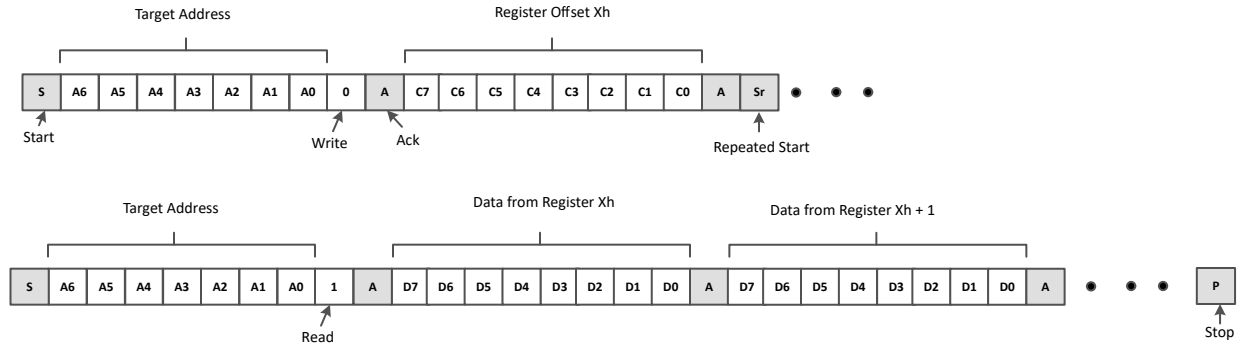 Target Address Register Offset Xh
S A6 A5 A4 A3 A2 A1 A0 0 A C7 C6 C5 C4 C3 C2 C1 C0 A Sr
Start Write Ack Repeated Start
Target Address Data from Register Xh Data from Register Xh + 1
S A6 A5 A4 A3 A2 A1 A0 1 A D7 D6 D5 D4 D3 D2 D1 D0 A D7 D6 D5 D4 D3 D2 D1 D0 A P
Read Stop